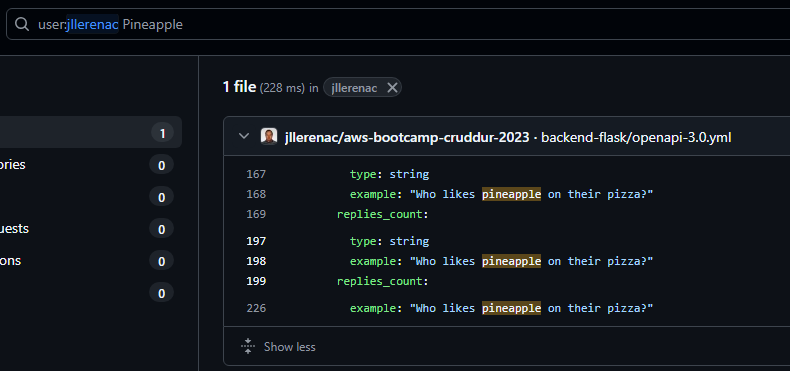 user:jllerenac Pineapple
1 file (228 ms) in jllerenac
1
ories 0
0
uests 0
ons 0
0
jllerenac/aws-bootcamp-cruddur-2023 · backend-flask/openapi-3.0.yml
167 type: string
168 example: "Who likes pineapple on their pizza?"
169 replies_count:
197 type: string
198 example: "Who likes pineapple on their pizza?"
199 replies_count:
226 example: "Who likes pineapple on their pizza?"
Show less